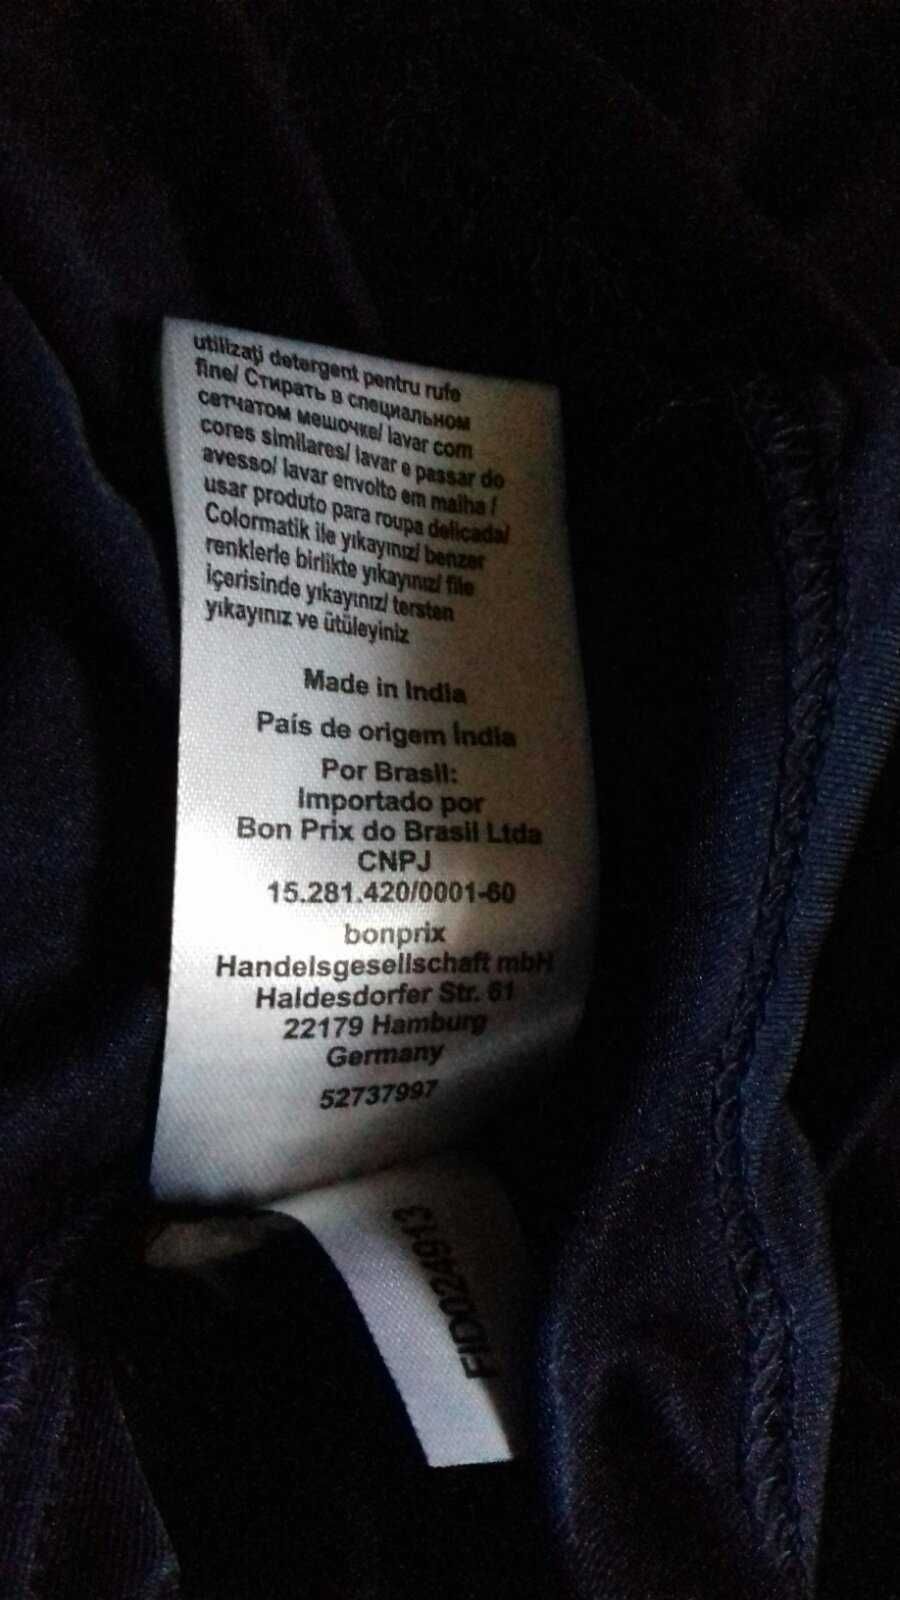 utilizați detergent pentru rufe
fine/ Стирать в специальном
сетчатом мешочке/ lavar com
cores similares/ lavar e passar do
avesso/ lavar envolto em malha /
usar produto para roupa delicada/
Colormatik ile yıkayınız/ benzer
renklerle birlikte yıkayınız/ file
içerisinde yıkayınız/ tersten
yıkayınız ve ütüleyiniz
Made in India
País de origem Índia
Por Brasil:
Importado por
Bon Prix do Brasil Ltda
CNPJ
15.281.420/0001-60
bonprix
Handelsgesellschaft mbH
Haldesdorfer Str. 61
22179 Hamburg
Germany
52737997
FID024913